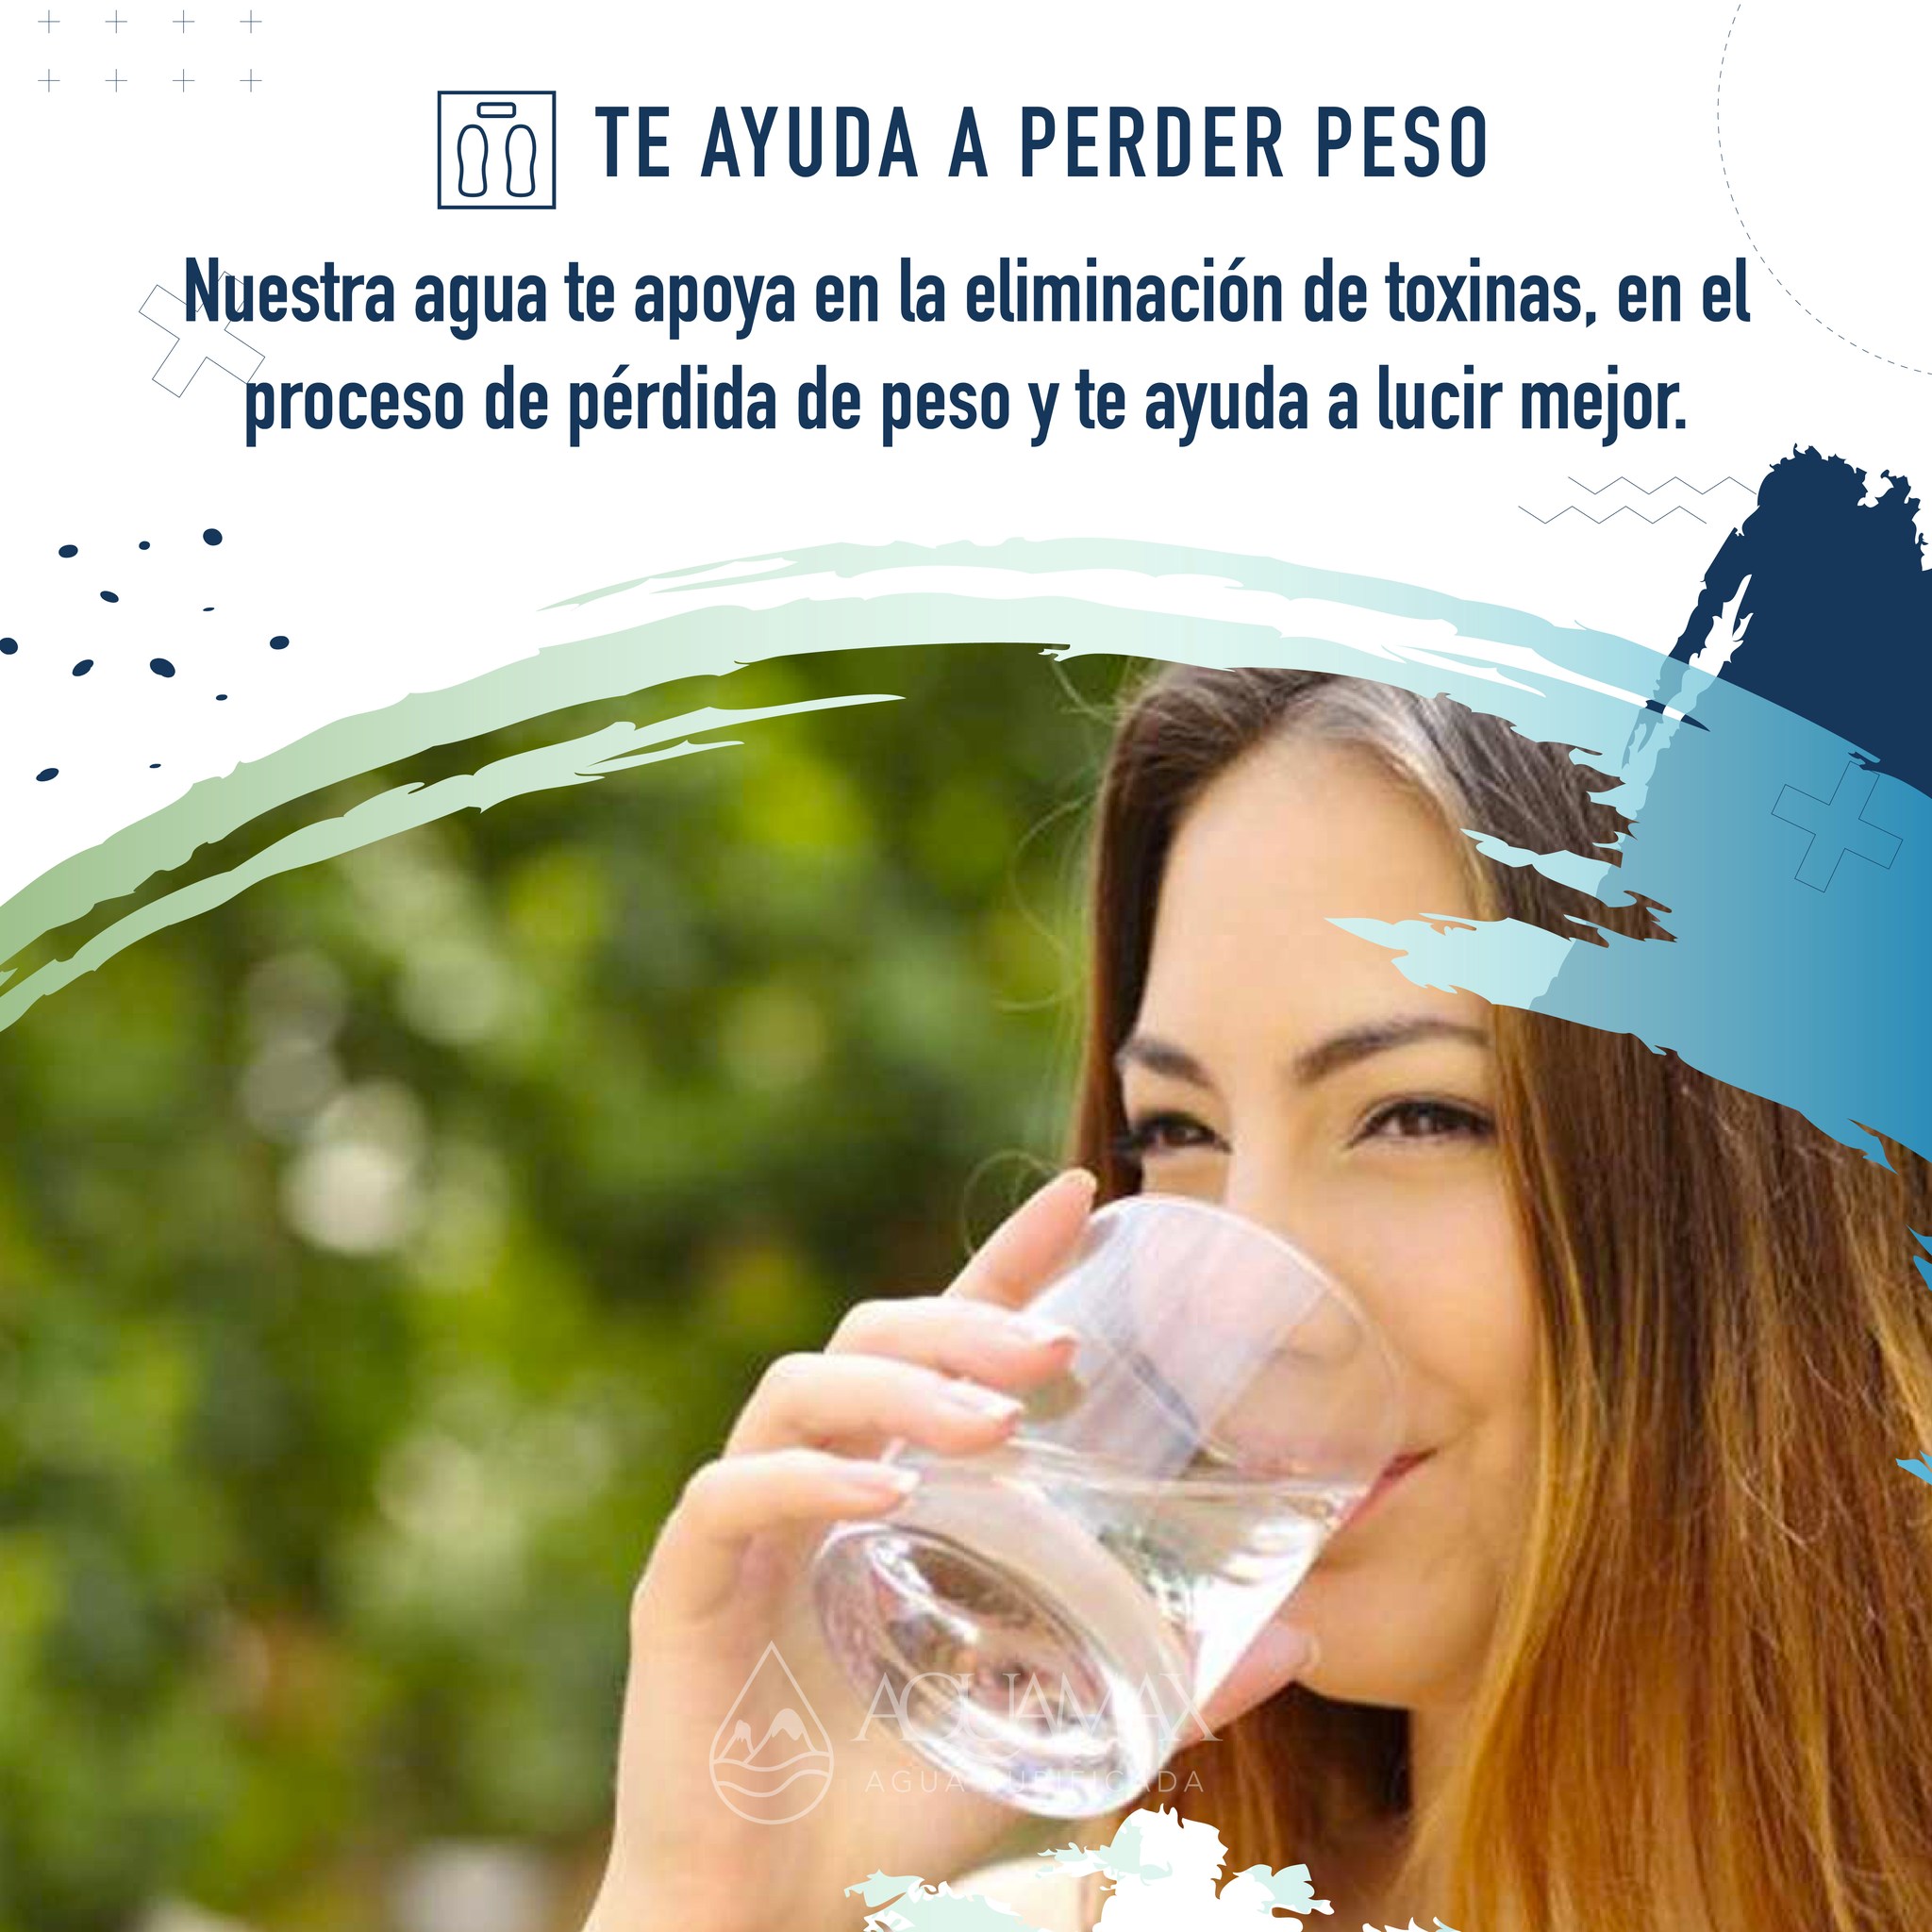 TE AYUDA A PERDER PESO
Nuestra agua te apoya en la eliminación de toxinas, en el
proceso de pérdida de peso y te ayuda a lucir mejor.
AQUAMAX
AGUA PURIFICADA